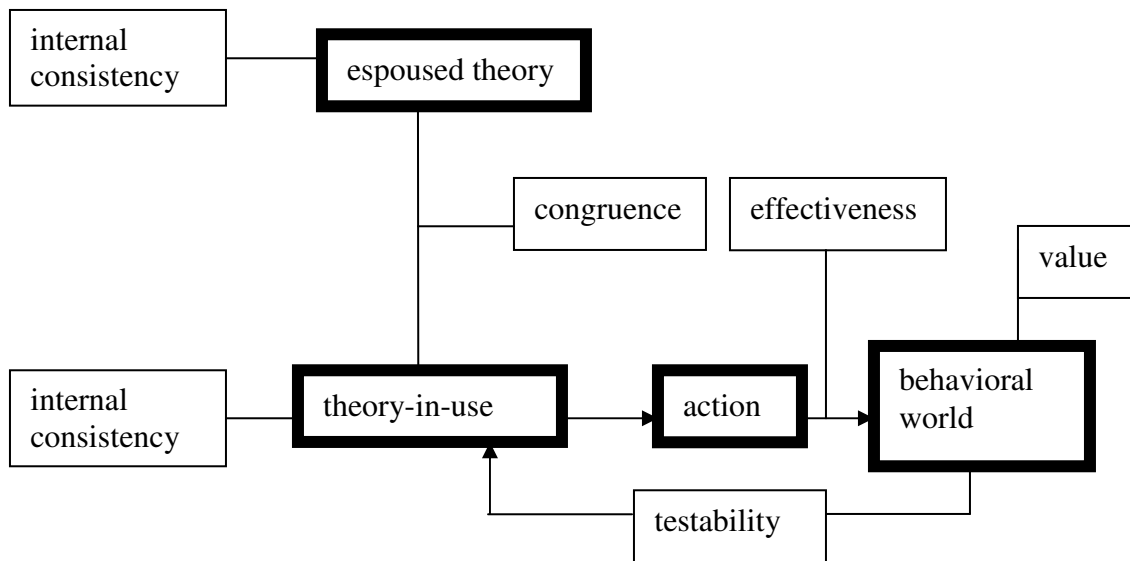 internal
consistency
espoused theory
congruence
effectiveness
value
internal
consistency
theory-in-use
action
behavioral
world
testability